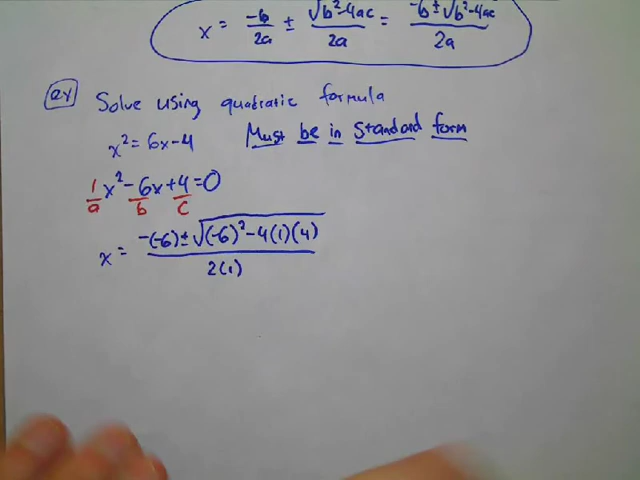 x = -b/2a ± √b²-4ac/2a = -b±√b²-4ac/2a
Ex Solve using quadratic formula
x² = 6x-4 Must be in standard form
1x² - 6x + 4 = 0
a b c
x = -(-6) ± √(-6)² - 4(1)(4) / 2(1)